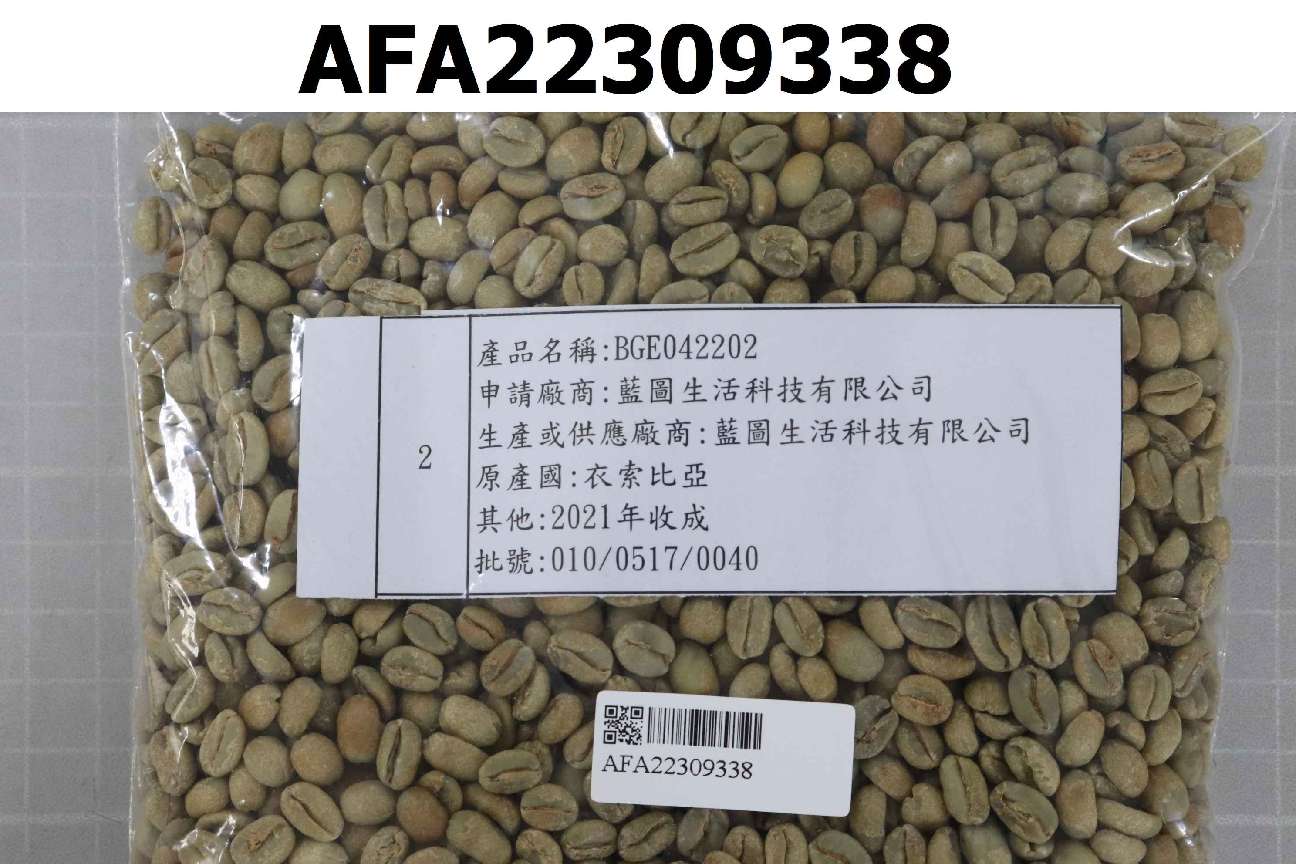 AFA22309338
2
產品名稱:BGE042202
申請廠商:藍圖生活科技有限公司
生產或供應廠商:藍圖生活科技有限公司
原產國:衣索比亞
其他:2021年收成
批號:010/0517/0040
AFA22309338